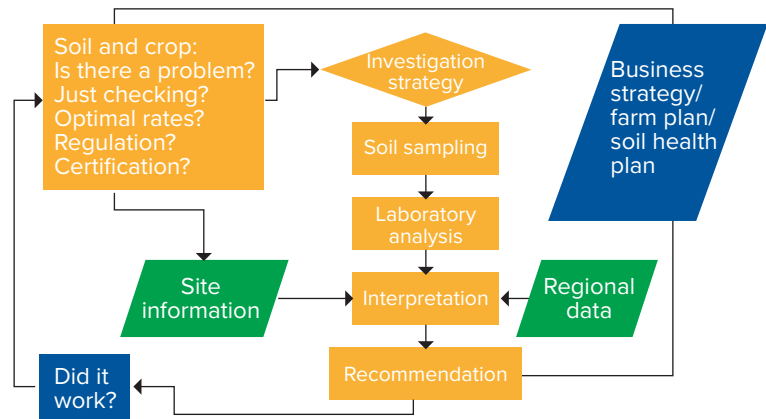 Soil and crop:
Is there a problem?
Just checking?
Optimal rates?
Regulation?
Certification?
Investigation
strategy
Business
strategy/
farm plan/
soil health
plan
Soil sampling
Laboratory
analysis
Site
information
Interpretation
Regional
data
Recommendation
Did it
work?